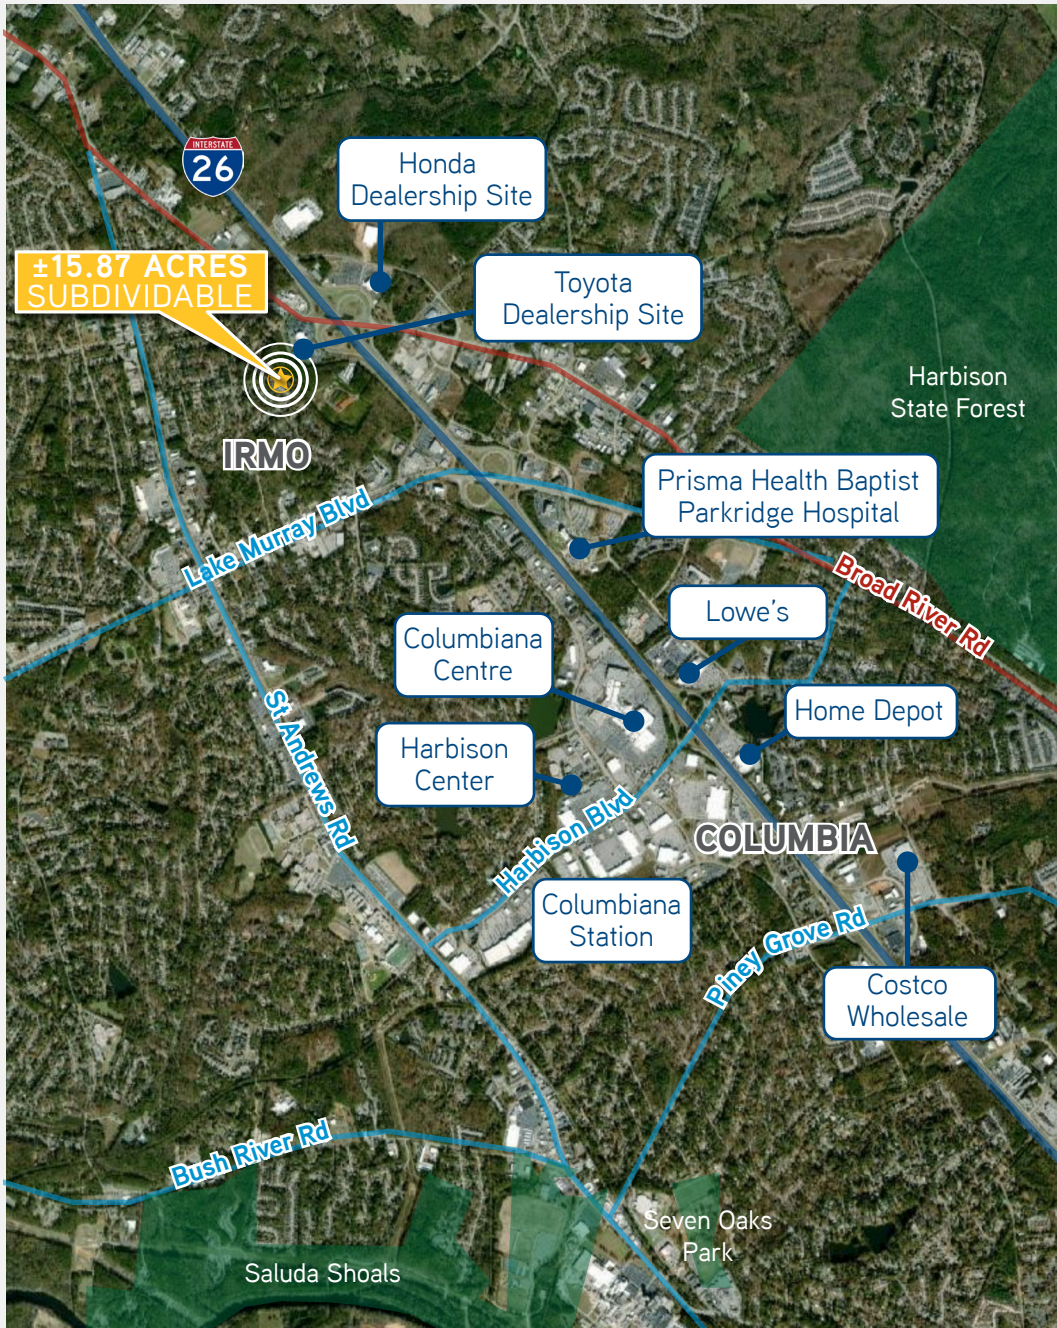 INTERSTATE
26
Honda
Dealership Site
±15.87 ACRES
SUBDIVIDABLE
Toyota
Dealership Site
Harbison
State Forest
IRMO
Prisma Health Baptist
Parkridge Hospital
Lake Murray Blvd
Broad River Rd
Lowe's
Columbiana
Centre
Home Depot
St Andrews Rd
Harbison
Center
Harbison Blvd
COLUMBIA
Columbiana
Station
Piney Grove Rd
Costco
Wholesale
Bush River Rd
Seven Oaks
Park
Saluda Shoals